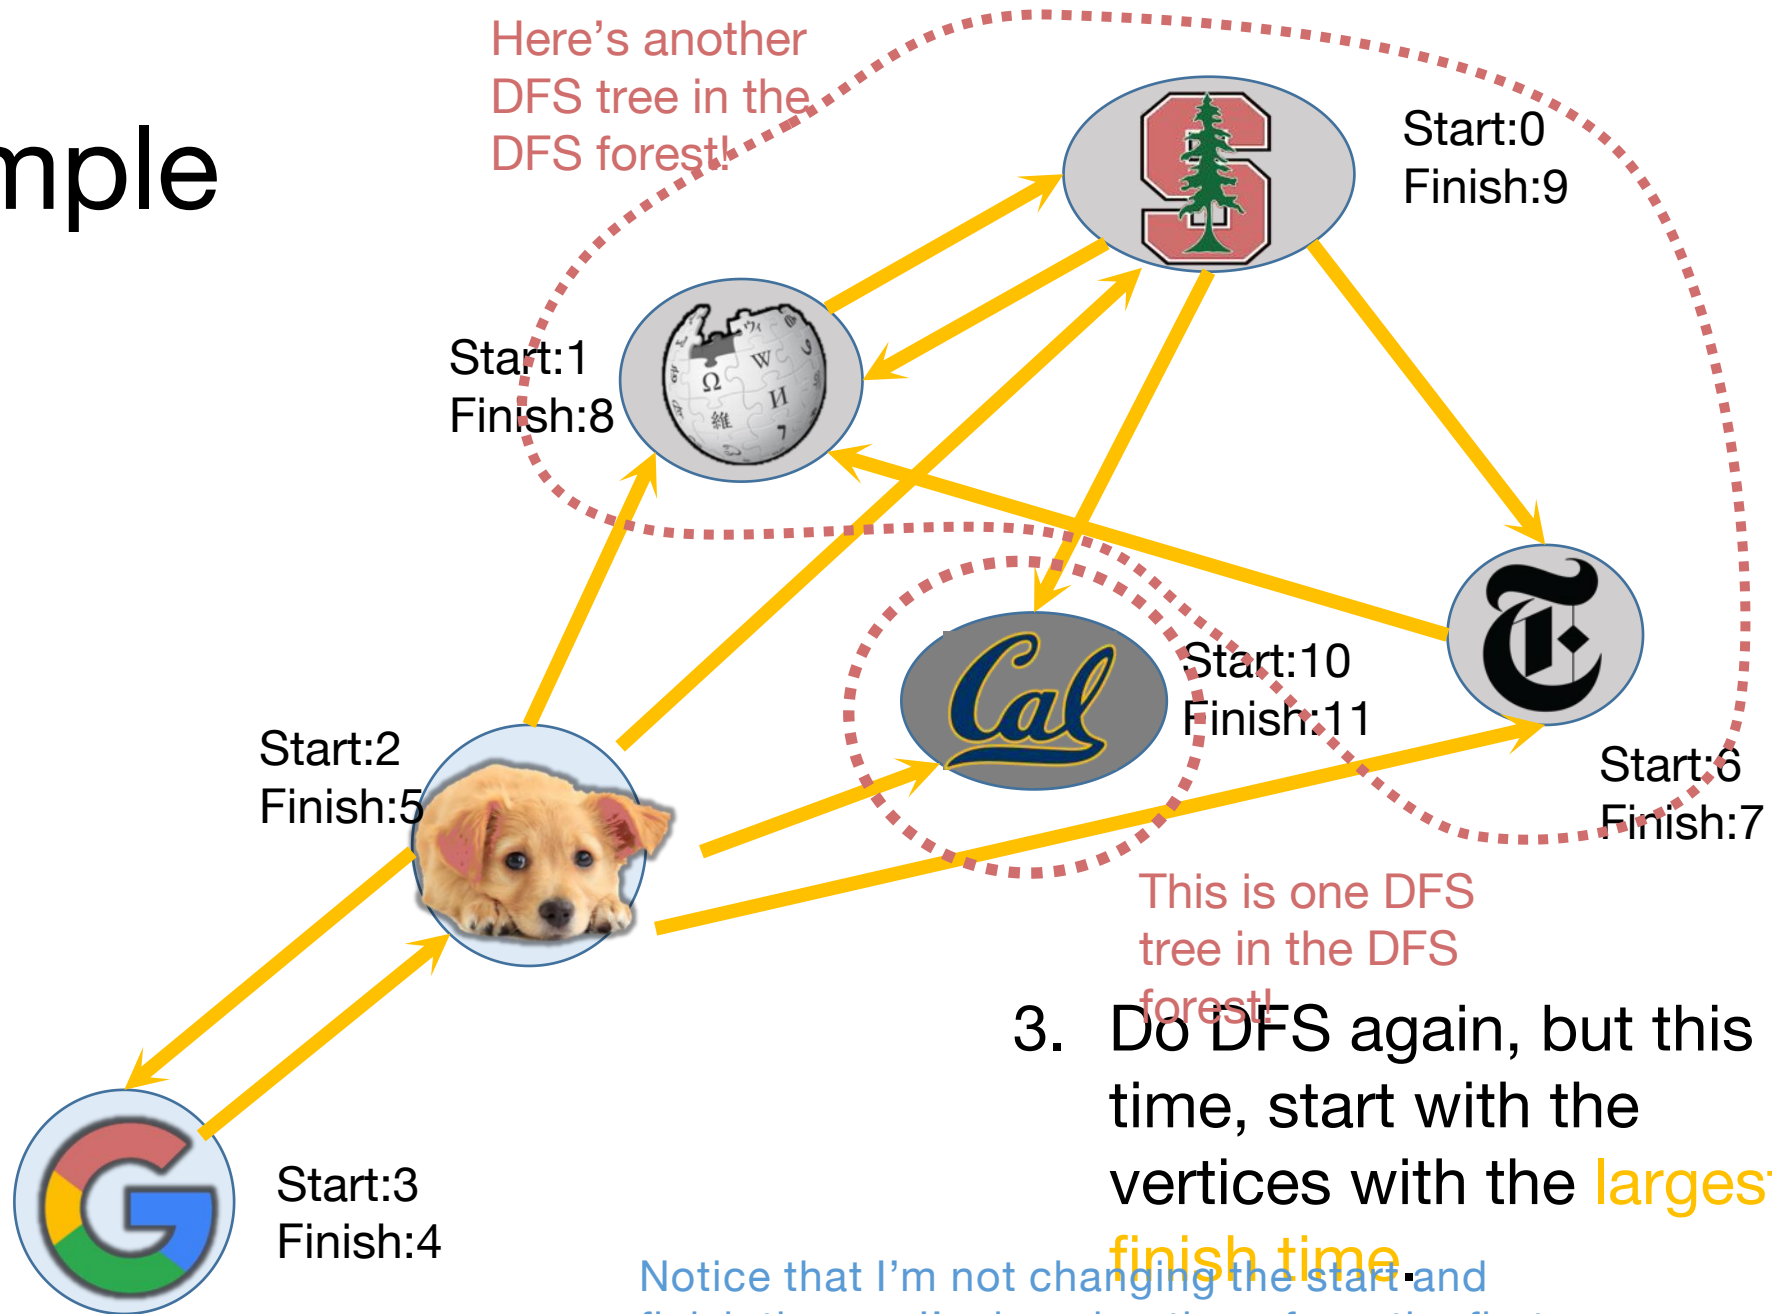 mple
Here's another
DFS tree in the
DFS forest!
Start:0
Finish:9
Start:1
Finish:8
Start:10
Finish:11
Cal
Start:2
Finish:5
Start:6
Finish:7
This is one DFS
tree in the DFS
forest!
3. Do DFS again, but this
time, start with the
vertices with the larges
finish time.
Start:3
Finish:4
Notice that I'm not changing the start and